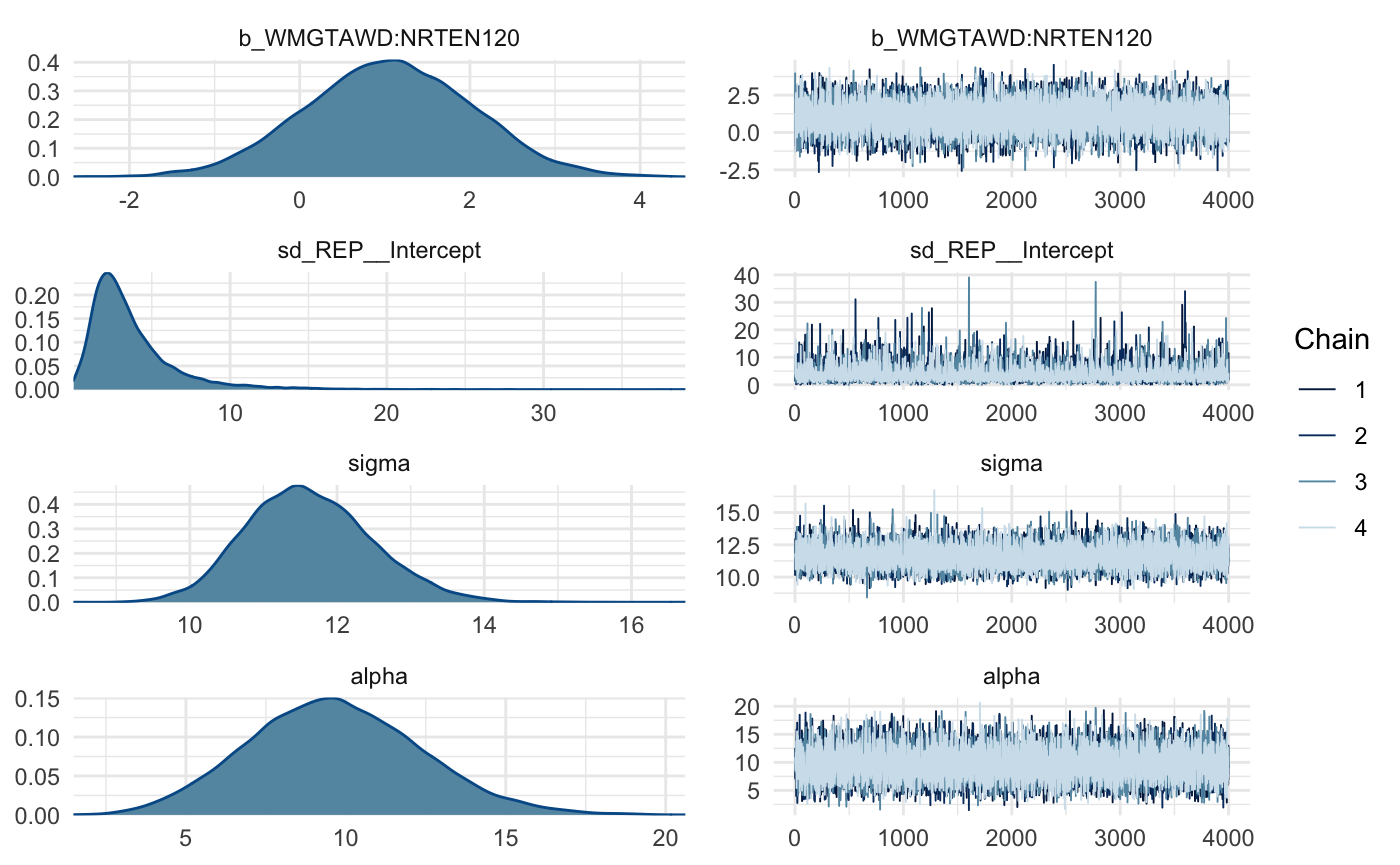 b_WMGTAWD:NRTEN120 b_WMGTAWD:NRTEN120
0.4
0.3
0.2
0.1
0.0
-2 0 2 4
2.5
0.0
-2.5
0 1000 2000 3000 4000
sd_REP__Intercept sd_REP__Intercept
0.20
0.15
0.10
0.05
0.00
10 20 30
40
30
20
10
0
0 1000 2000 3000 4000
sigma sigma
0.4
0.3
0.2
0.1
0.0
10 12 14 16
15.0
12.5
10.0
0 1000 2000 3000 4000
alpha alpha
0.15
0.10
0.05
0.00
5 10 15 20
20
15
10
5
0 1000 2000 3000 4000
Chain
1
2
3
4